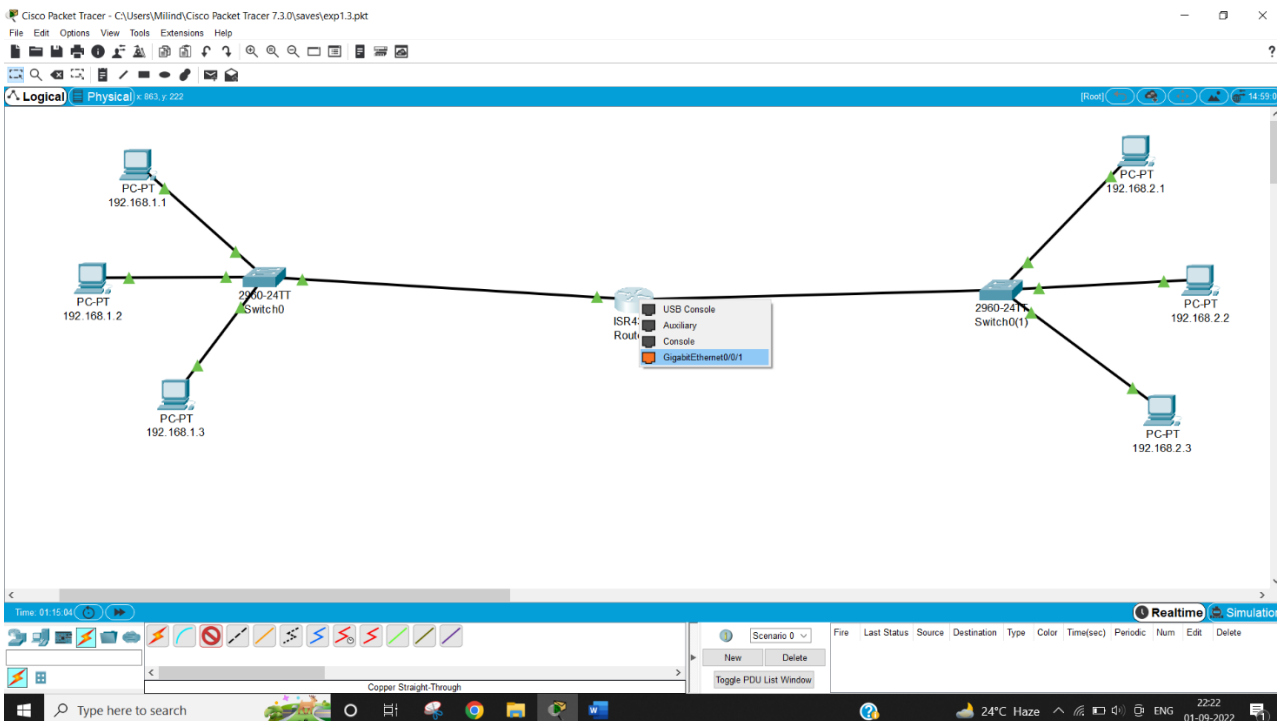 Cisco Packet Tracer - C:\Users\Milind\Cisco Packet Tracer 7.3.0\saves\exp1.3.pkt
File Edit Options View Tools Extensions Help
?
Logical Physical x: 863, y: 222 [Root] 14:59:0
PC-PT
192.168.1.1
PC-PT
192.168.1.2
PC-PT
192.168.1.3
2960-24TT
Switch0
ISR4
Rout
USB Console
Auxiliary
Console
GigabitEthernet0/0/1
2960-24TT
Switch0(1)
PC-PT
192.168.2.1
PC-PT
192.168.2.2
PC-PT
192.168.2.3
Time: 01:15:04 Realtime Simulation
Scenario 0
New Delete
Toggle PDU List Window
Fire Last Status Source Destination Type Color Time(sec) Periodic Num Edit Delete
Copper Straight-Through
Type here to search 24°C Haze ENG 22:22
01-09-2022